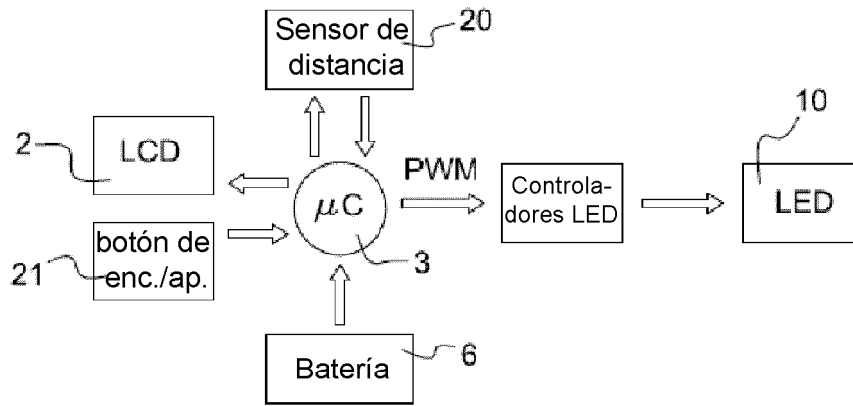 Sensor de
distancia
20
2
LCD
PWM
10
μC
Controla-
dores LED
LED
botón de
enc./ap.
21
3
Batería
6